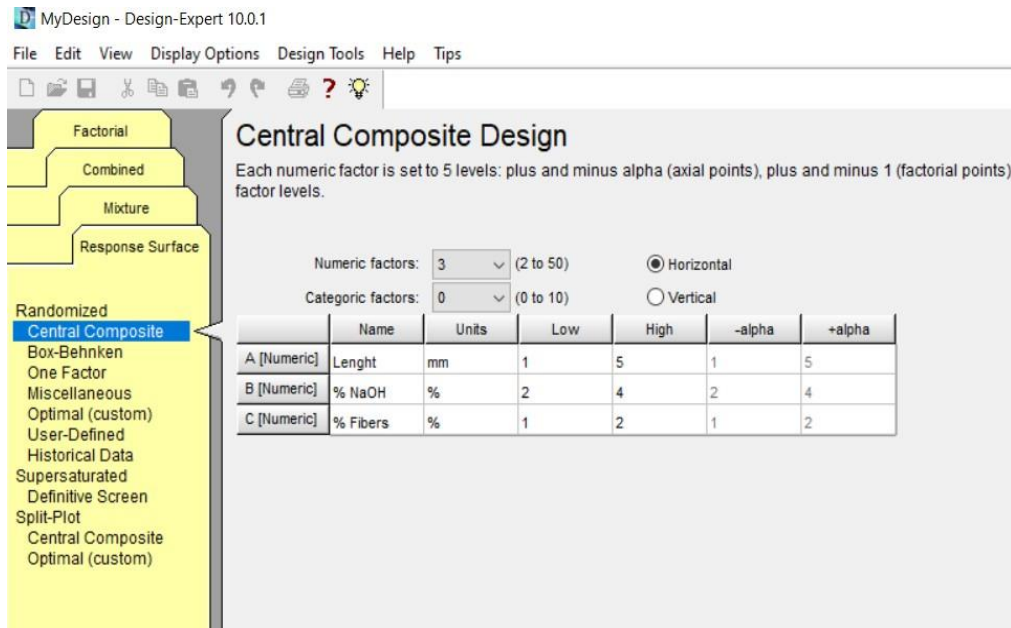 MyDesign - Design-Expert 10.0.1
File Edit View Display Options Design Tools Help Tips
Factorial
Combined
Mixture
Response Surface
Randomized
Central Composite
Box-Behnken
One Factor
Miscellaneous
Optimal (custom)
User-Defined
Historical Data
Supersaturated
Definitive Screen
Split-Plot
Central Composite
Optimal (custom)
Central Composite Design
Each numeric factor is set to 5 levels: plus and minus alpha (axial points), plus and minus 1 (factorial points)
factor levels.
Numeric factors: 3 (2 to 50) Horizontal
Categoric factors: 0 (0 to 10) Vertical
Name Units Low High -alpha +alpha
A [Numeric] Lenght mm 1 5 1 5
B [Numeric] % NaOH % 2 4 2 4
C [Numeric] % Fibers % 1 2 1 2